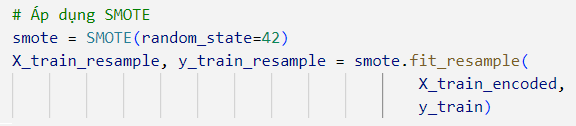 # Áp dụng SMOTE
smote = SMOTE(random_state=42)
X_train_resample, y_train_resample = smote.fit_resample(
X_train_encoded,
y_train)